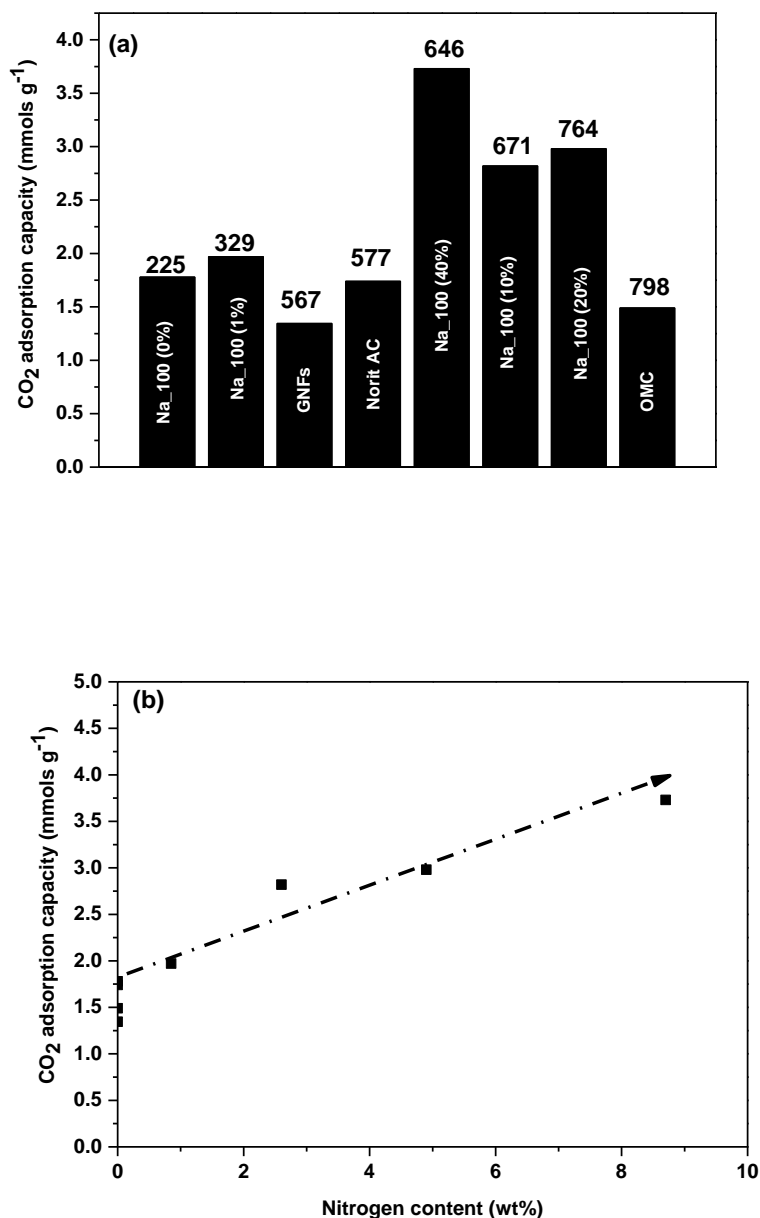 (a)
CO2 adsorption capacity (mmols g-1)
4.0
3.5
3.0
2.5
2.0
1.5
1.0
0.5
0.0
225
329
567
577
646
671
764
798
Na_100 (0%)
Na_100 (1%)
GNFs
Norit AC
Na_100 (40%)
Na_100 (10%)
Na_100 (20%)
OMC
(b)
CO2 adsorption capacity (mmols g-1)
5.0
4.5
4.0
3.5
3.0
2.5
2.0
1.5
1.0
0.5
0.0
0 2 4 6 8 10
Nitrogen content (wt%)